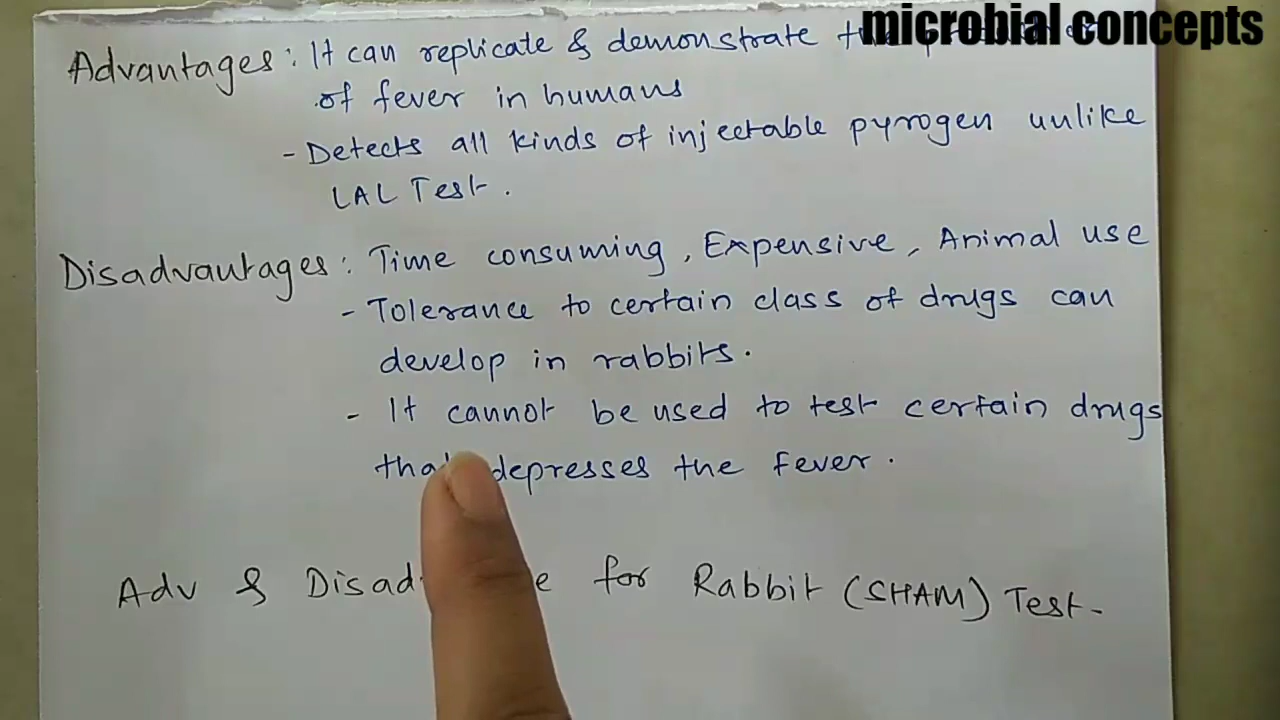 microbial concepts
Advantages: It can replicate & demonstrate the
of fever in humans
- Detects all kinds of injectable pyrogen unlike
LAL Test.
Disadvantages: Time consuming, Expensive, Animal use
- Tolerance to certain class of drugs can
develop in rabbits.
- It cannot be used to test certain drugs
that depresses the fever.
Adv & for Rabbit (SHAM) Test-